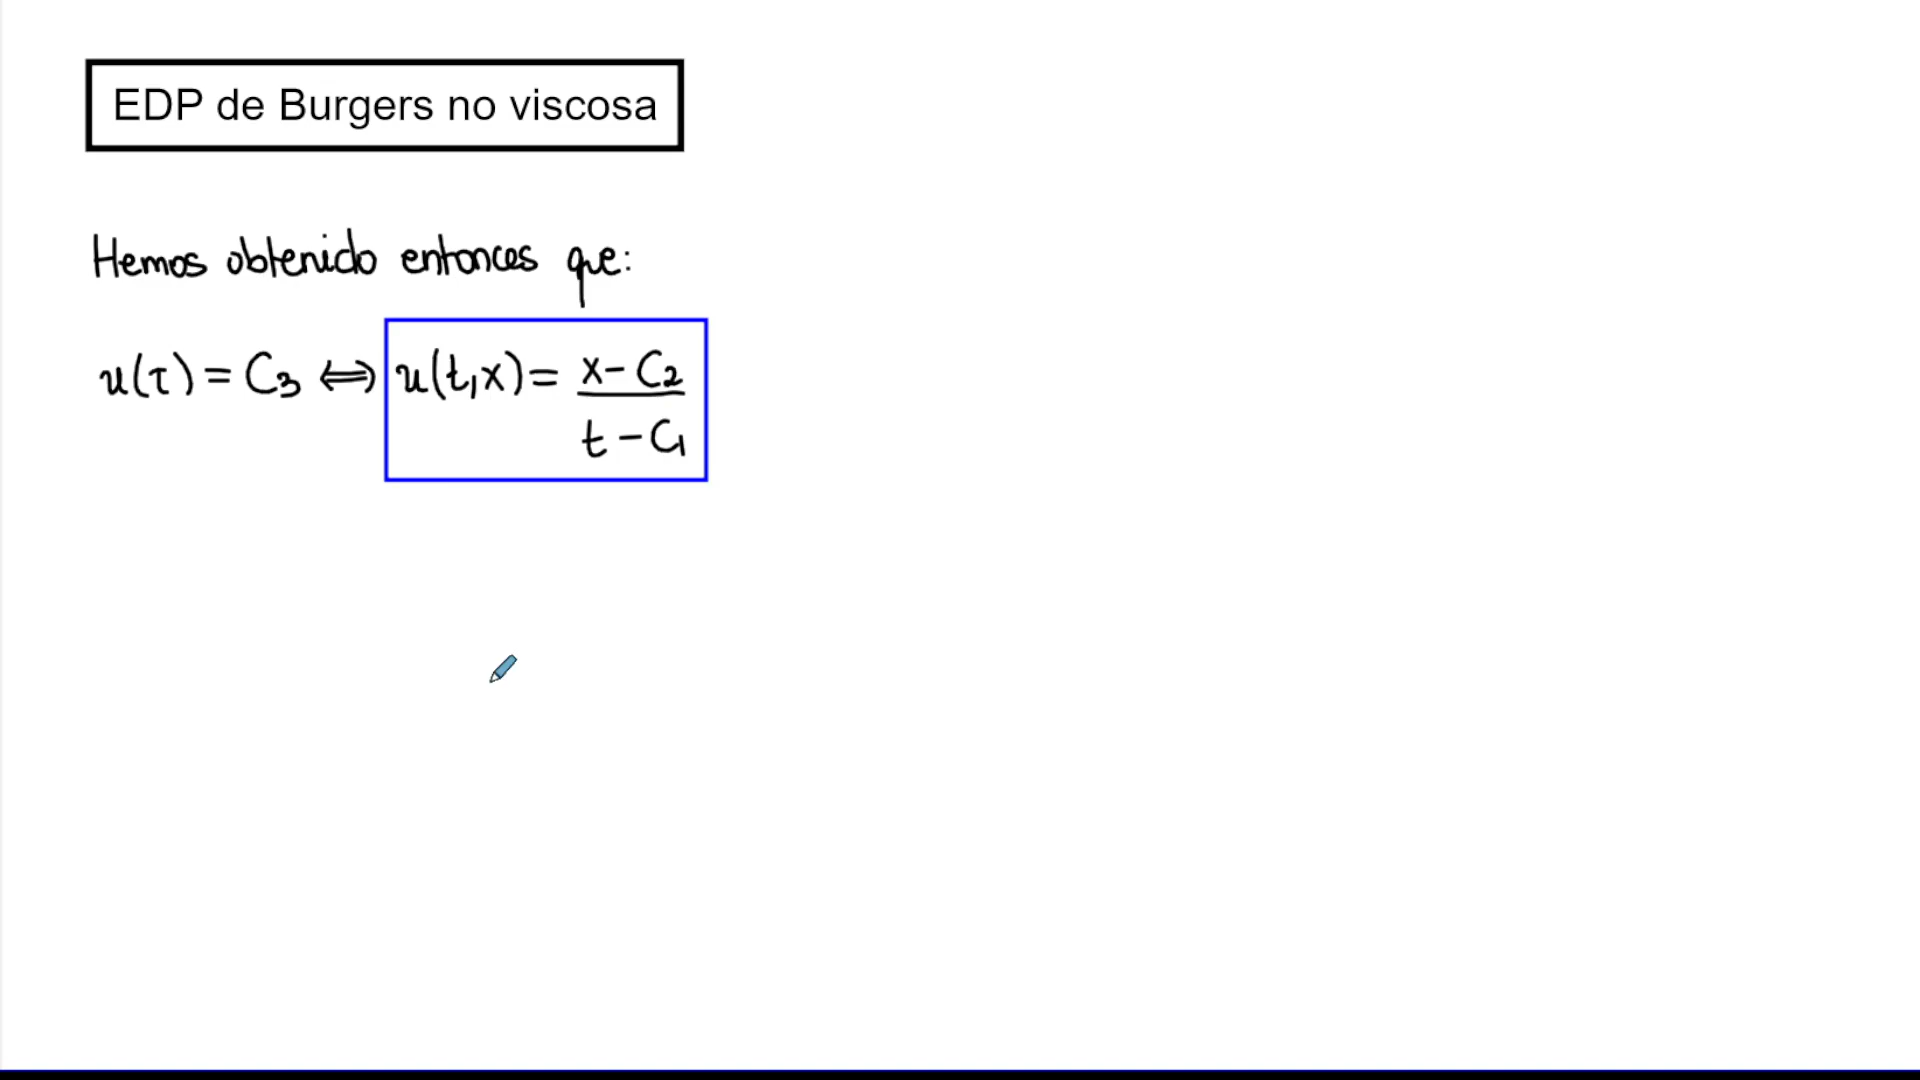 EDP de Burgers no viscosa
Hemos obtenido entonces que:
u(τ) = C₃ ⟺ u(t,x) = x - C₂
t - C₁